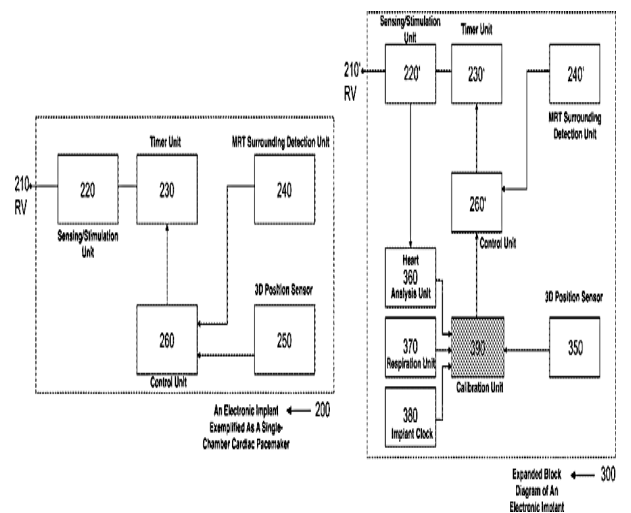 Timer Unit
MRT Surrounding Detection Unit
210
RV
220
230
240
Sensing/Stimulation
Unit
3D Position Sensor
260
250
Control Unit
An Electronic Implant
Exemplified As A Single-
Chamber Cardiac Pacemaker
200
Sensing/Stimulation
Unit
Timer Unit
210'
RV
220'
230'
240'
MRT Surrounding
Detection Unit
260'
Control Unit
Heart
360
Analysis Unit
3D Position Sensor
370
Respiration Unit
390
350
Calibration Unit
380
Implant Clock
Expanded Block
Diagram of An
Electronic Implant
300